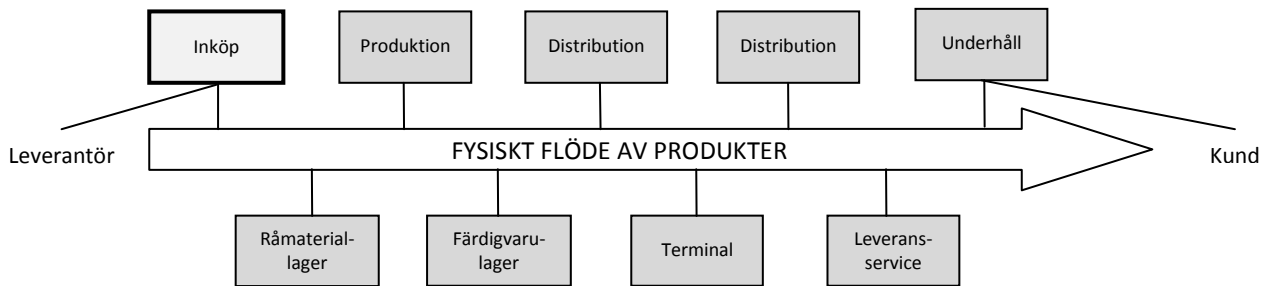 Inköp
Produktion
Distribution
Distribution
Underhåll
Leverantör
FYSISKT FLÖDE AV PRODUKTER
Kund
Råmaterial-
lager
Färdigvaru-
lager
Terminal
Leverans-
service